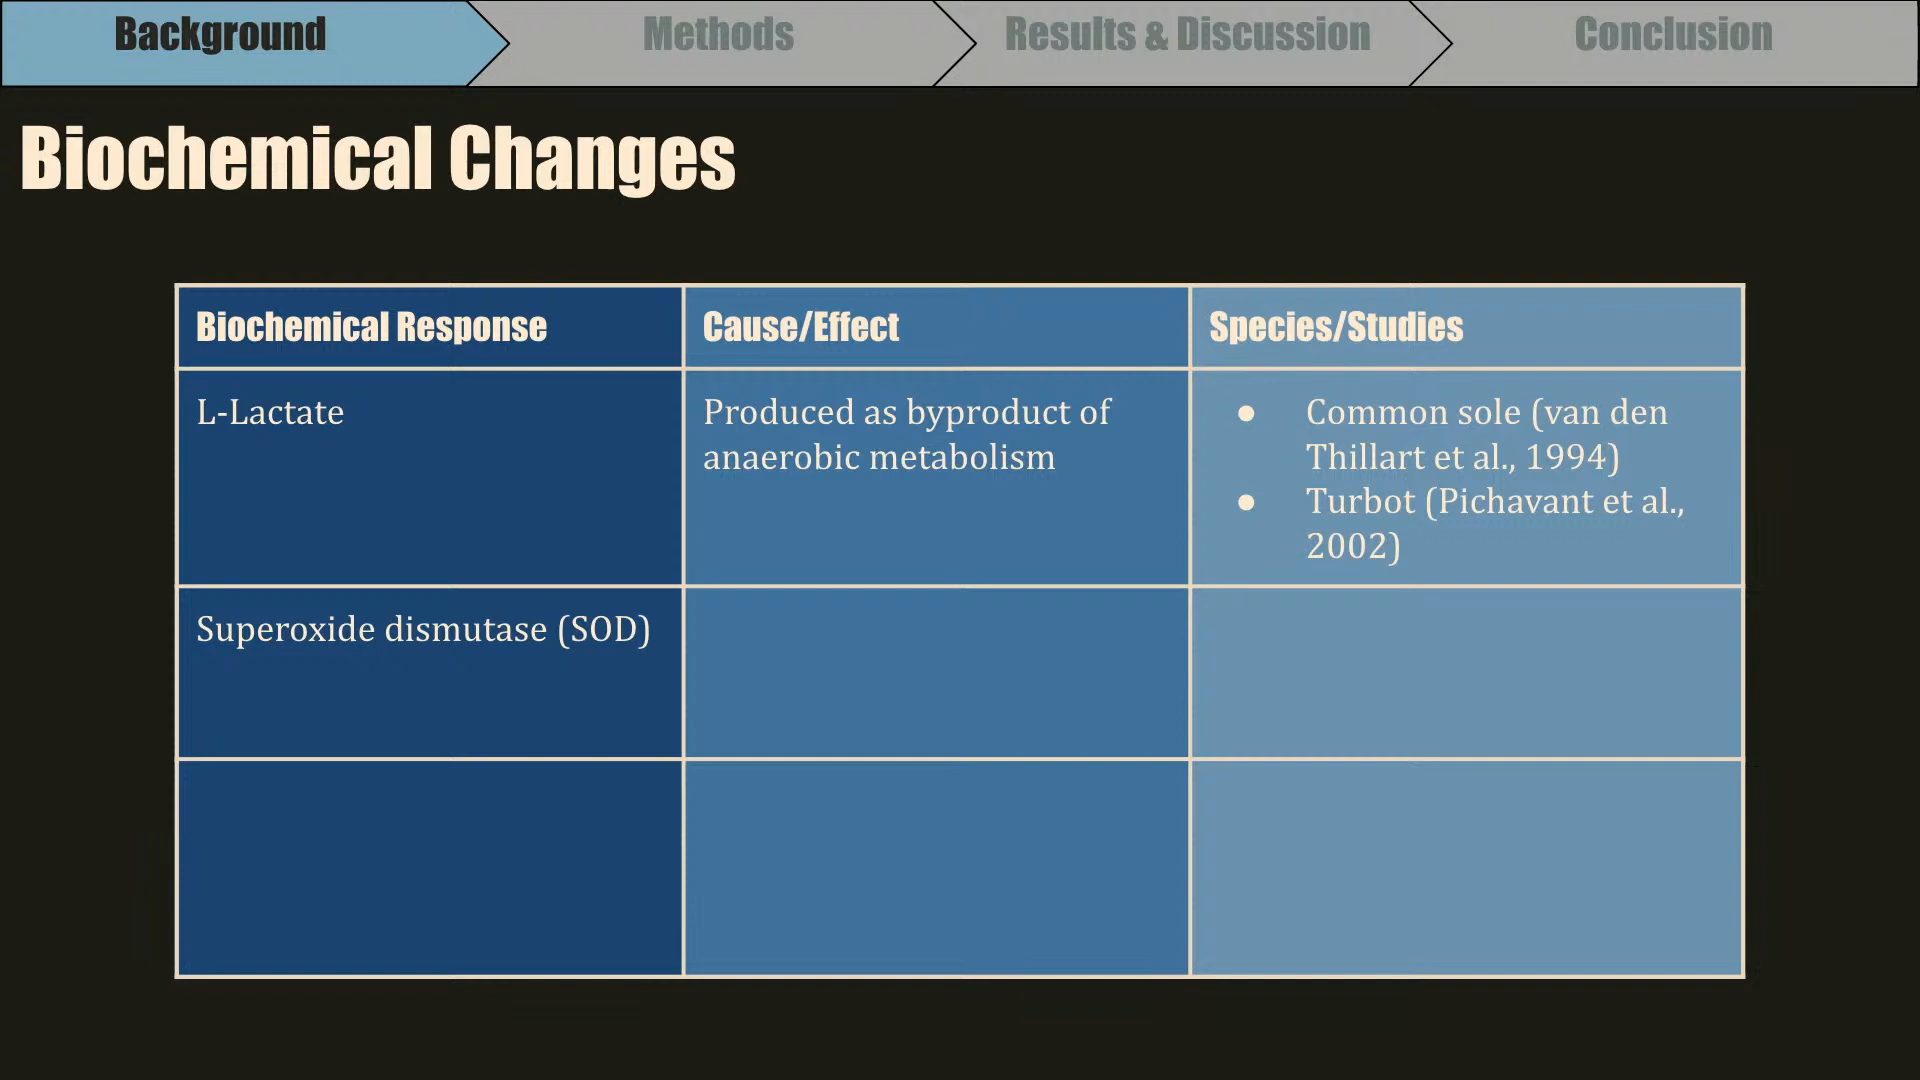 Background
Methods
Results & Discussion
Conclusion
Biochemical Changes
Biochemical Response
Cause/Effect
Species/Studies
L-Lactate
Produced as byproduct of
anaerobic metabolism
● Common sole (van den
Thillart et al., 1994)
● Turbot (Pichavant et al.,
2002)
Superoxide dismutase (SOD)